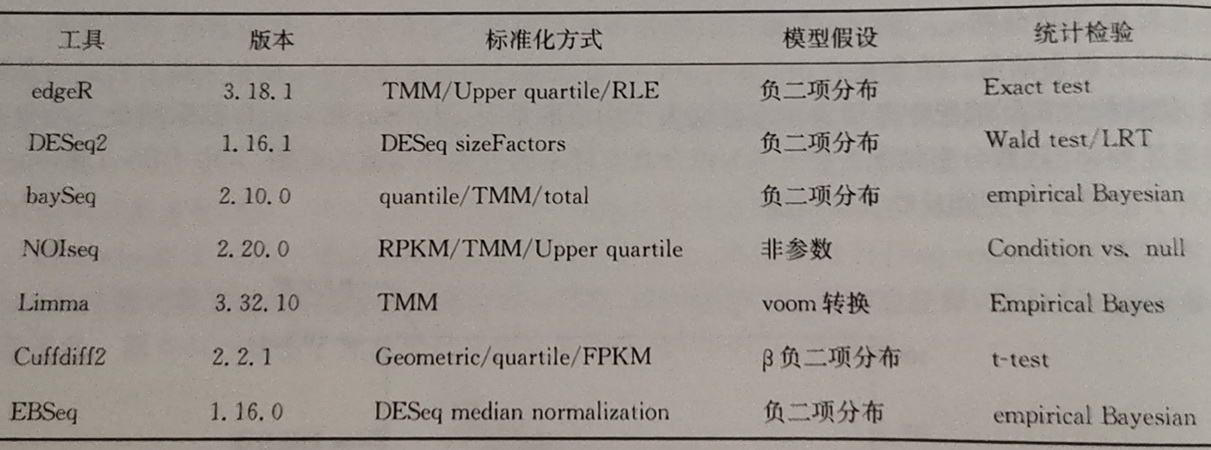 工具 版本 标准化方式 模型假设 统计检验
edgeR 3.18.1 TMM/Upper quartile/RLE 负二项分布 Exact test
DESeq2 1.16.1 DESeq sizeFactors 负二项分布 Wald test/LRT
baySeq 2.10.0 quantile/TMM/total 负二项分布 empirical Bayesian
NOIseq 2.20.0 RPKM/TMM/Upper quartile 非参数 Condition vs. null
Limma 3.32.10 TMM voom 转换 Empirical Bayes
Cuffdiff2 2.2.1 Geometric/quartile/FPKM β 负二项分布 t-test
EBSeq 1.16.0 DESeq median normalization 负二项分布 empirical Bayesian